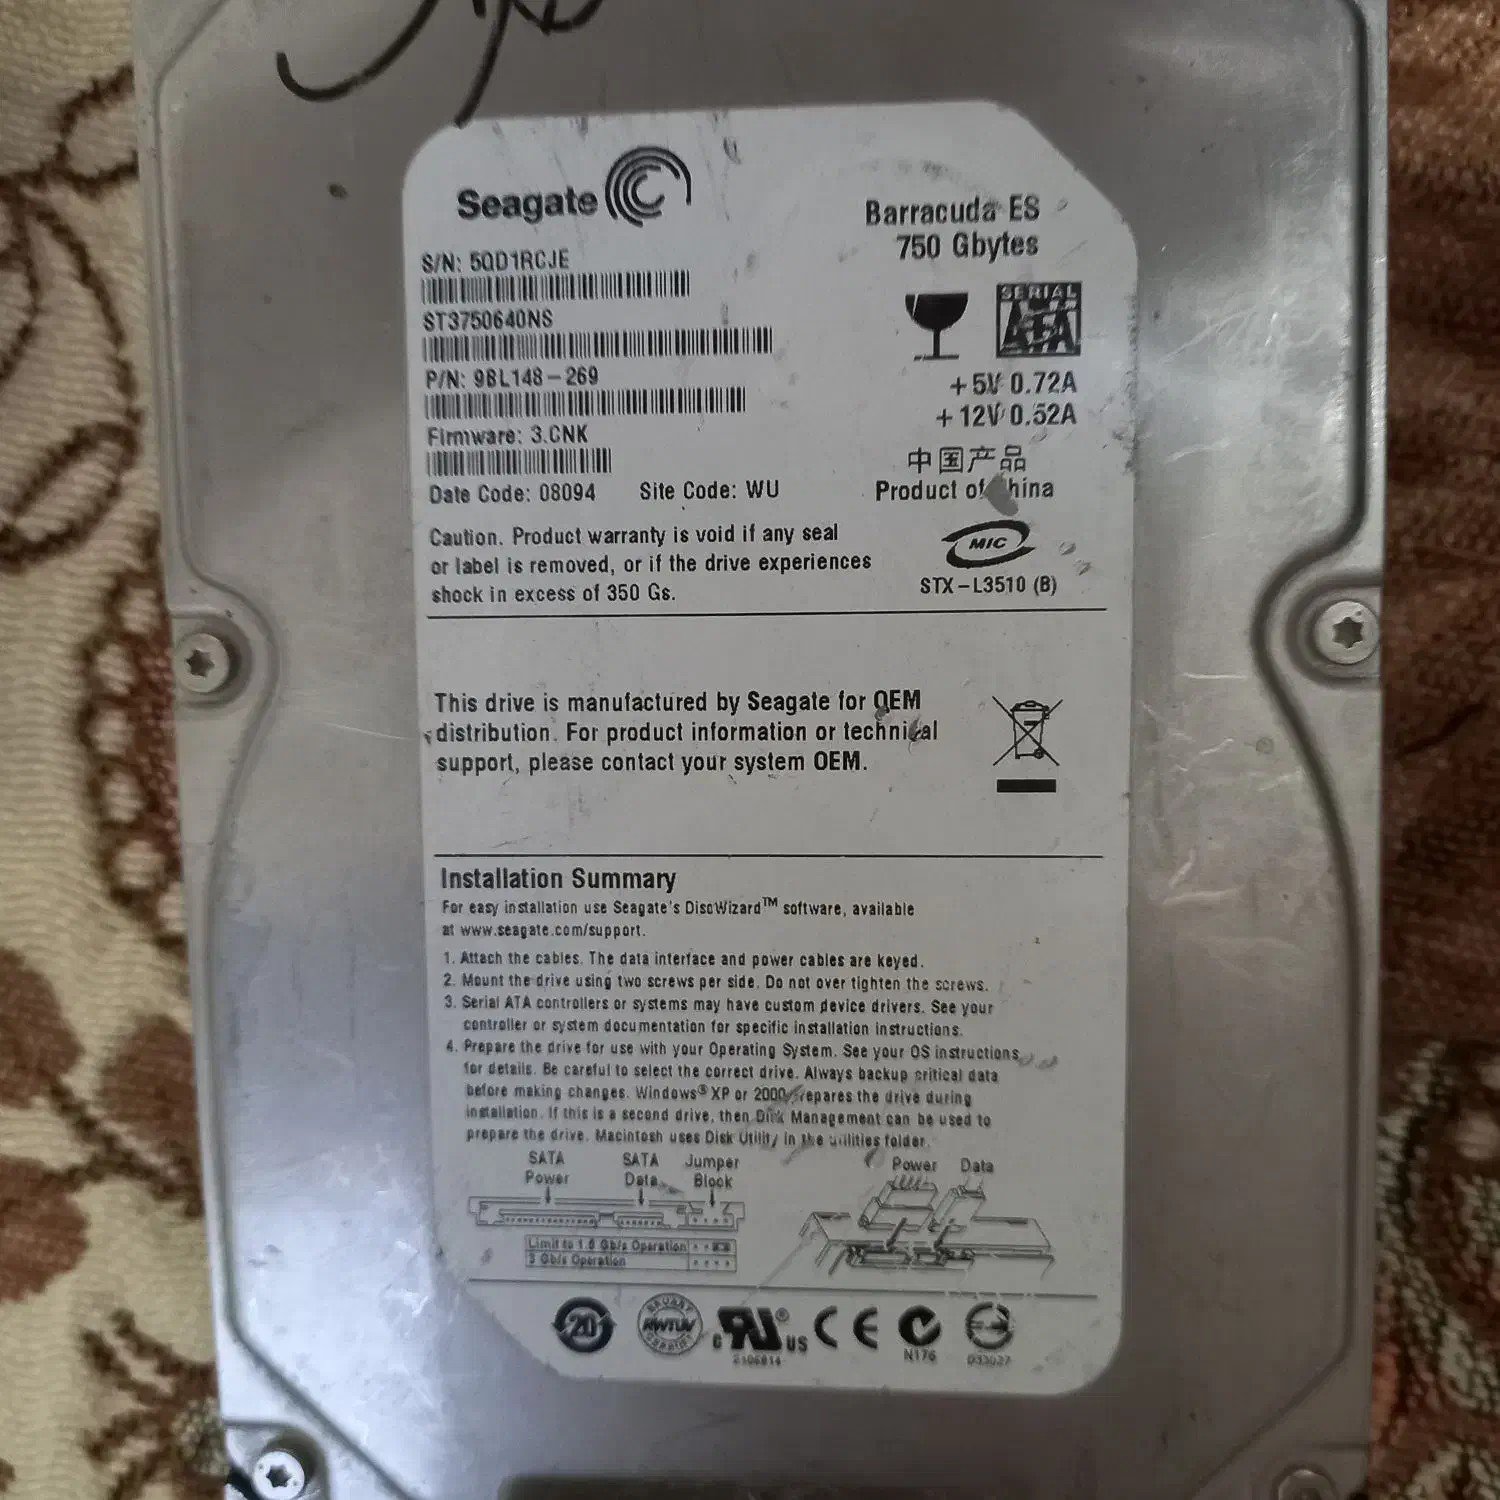 Seagate
Barracuda ES
750 Gbytes
S/N: 5QD1RCJE
ST3750640NS
SERIAL
ATA
P/N: 9BL148-269
+5V 0.72A
+12V 0.52A
Firmware: 3.CNK
中国产品
Date Code: 08094 Site Code: WU
Product of China
Caution. Product warranty is void if any seal
or label is removed, or if the drive experiences
shock in excess of 350 Gs.
MIC
STX-L3510 (B)
This drive is manufactured by Seagate for OEM
distribution. For product information or technical
support, please contact your system OEM.
Installation Summary
For easy installation use Seagate's DiscWizard™ software, available
at www.seagate.com/support.
1. Attach the cables. The data interface and power cables are keyed.
2. Mount the drive using two screws per side. Do not over tighten the screws.
3. Serial ATA controllers or systems may have custom device drivers. See your
controller or system documentation for specific installation instructions.
4. Prepare the drive for use with your Operating System. See your OS instructions
for details. Be careful to select the correct drive. Always backup critical data
before making changes. Windows® XP or 2000 prepares the drive during
installation. If this is a second drive, then Disk Management can be used to
prepare the drive. Macintosh uses Disk Utility in the utilities folder.
SATA Power
SATA Data
Jumper Block
Power Data
Limit to 1.5 Gb/s Operation
3 Gb/s Operation
20
RWTUV
c RU® US
CE
N176
D33027